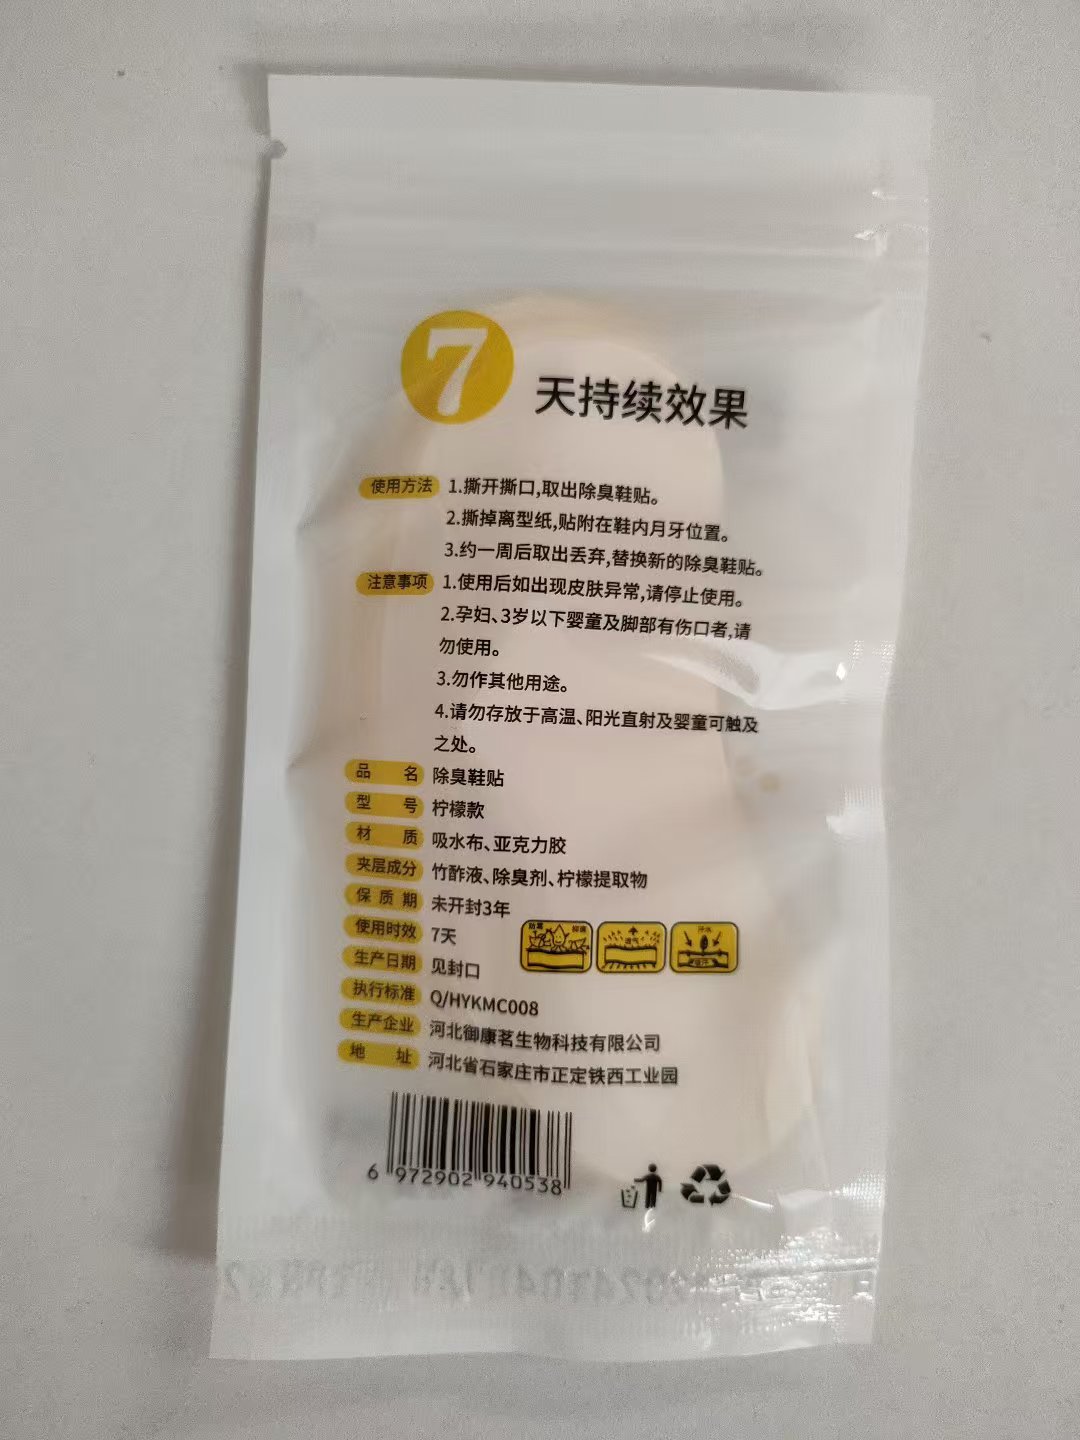 7
天持续效果
使用方法 1.撕开撕口,取出除臭鞋贴。
2.撕掉离型纸,贴附在鞋内月牙位置。
3.约一周后取出丢弃,替换新的除臭鞋贴。
注意事项 1.使用后如出现皮肤异常,请停止使用。
2.孕妇、3岁以下婴童及脚部有伤口者,请
勿使用。
3.勿作其他用途。
4.请勿存放于高温、阳光直射及婴童可触及
之处。
品名 除臭鞋贴
型号 柠檬款
材质 吸水布、亚克力胶
夹层成分 竹酢液、除臭剂、柠檬提取物
保质期 未开封3年
使用时效 7天
生产日期 见封口
执行标准 Q/HYKMC008
生产企业 河北御康茗生物科技有限公司
地址 河北省石家庄市正定铁西工业园
透气
6 972902 940538